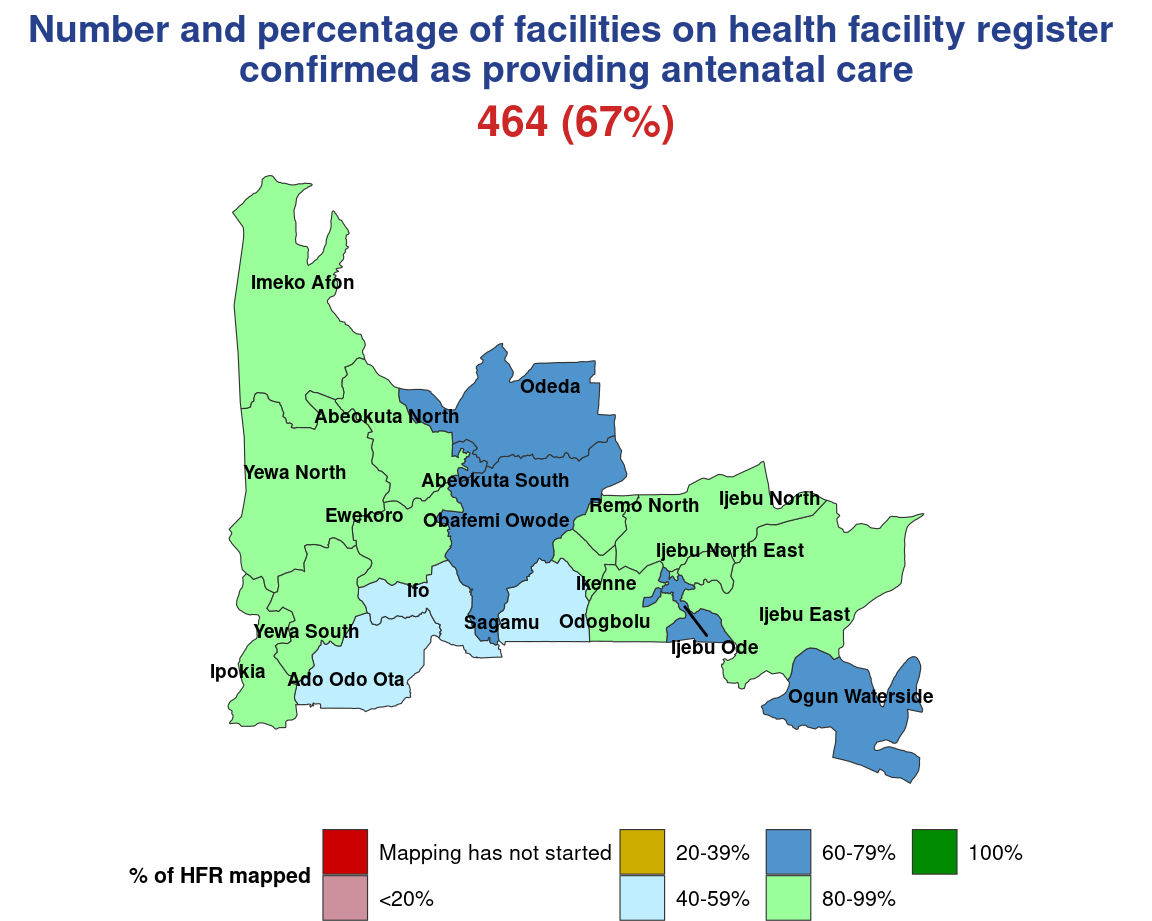 Number and percentage of facilities on health facility register
confirmed as providing antenatal care
464 (67%)
Imeko Afon
Odeda
Abeokuta North
Yewa North
Abeokuta South
Ijebu North
Remo North
Ewekoro
Obafemi Owode
Ijebu North East
Ikenne
Ifo
Ijebu East
Sagamu
Odogbolu
Yewa South
Ijebu Ode
Ipokia
Ado Odo Ota
Ogun Waterside
% of HFR mapped
Mapping has not started
<20%
20-39%
40-59%
60-79%
80-99%
100%